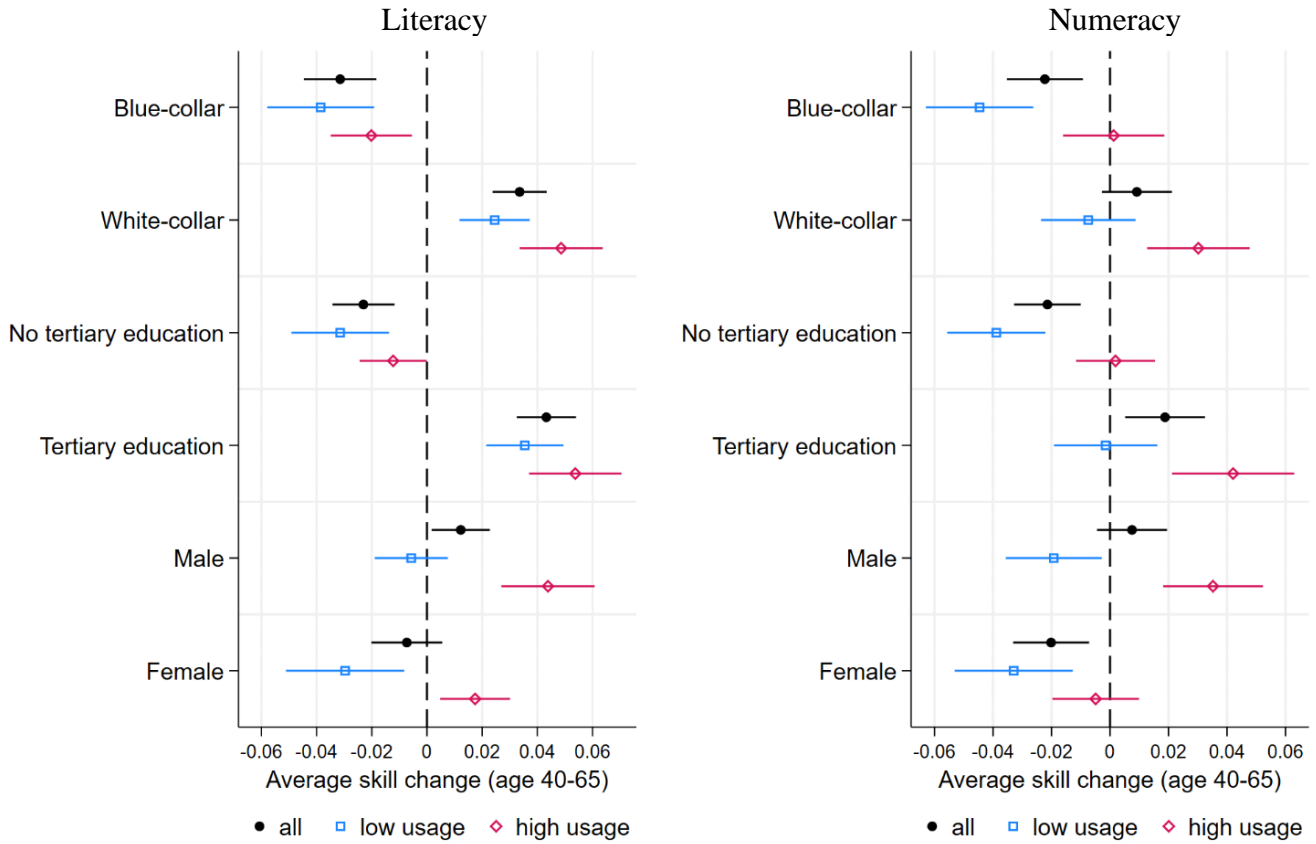 Literacy
Blue-collar
White-collar
No tertiary education
Tertiary education
Male
Female
-0.06 -0.04 -0.02 0 0.02 0.04 0.06
Average skill change (age 40-65)
all low usage high usage
Numeracy
Blue-collar
White-collar
No tertiary education
Tertiary education
Male
Female
-0.06 -0.04 -0.02 0 0.02 0.04 0.06
Average skill change (age 40-65)
all low usage high usage